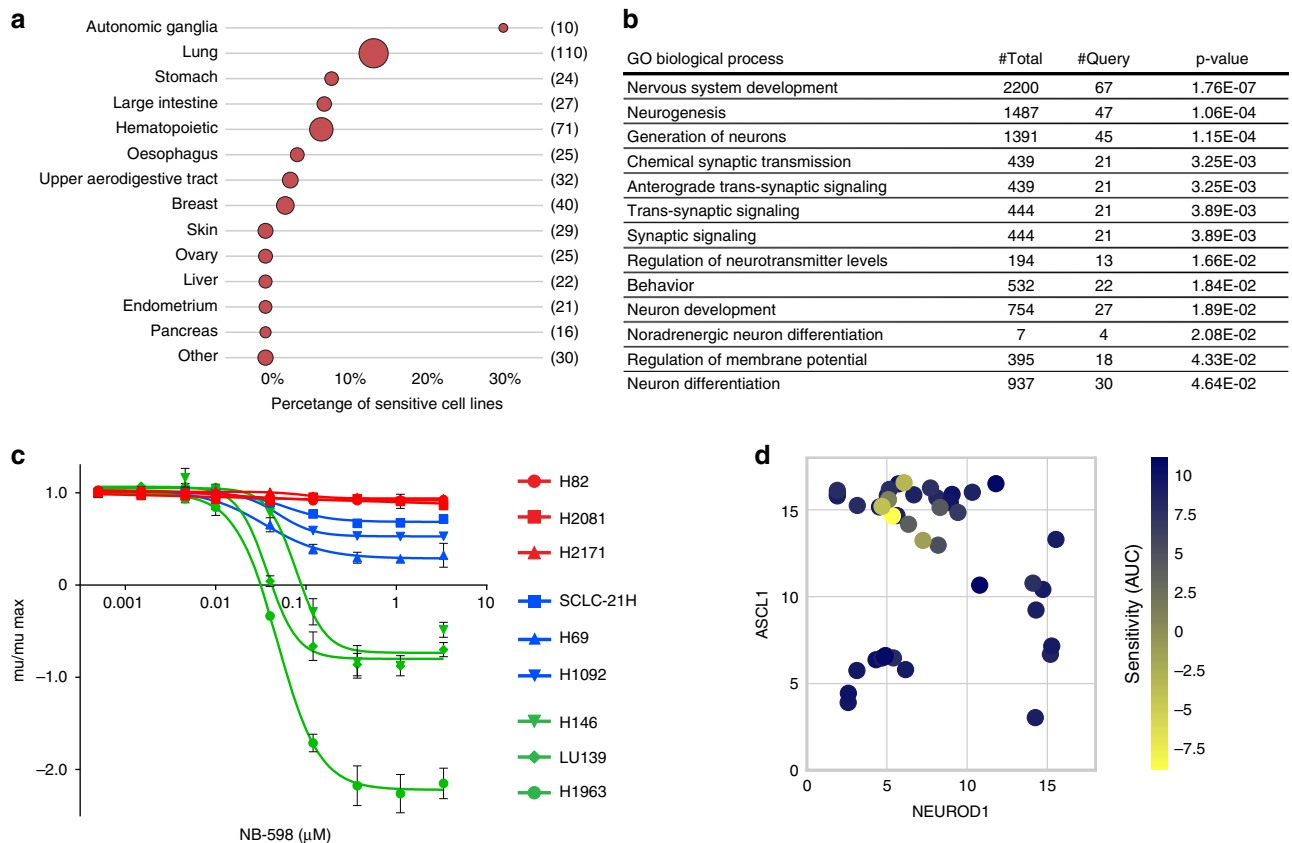 a
Autonomic ganglia (10)
Lung (110)
Stomach (24)
Large intestine (27)
Hematopoietic (71)
Oesophagus (25)
Upper aerodigestive tract (32)
Breast (40)
Skin (29)
Ovary (25)
Liver (22)
Endometrium (21)
Pancreas (16)
Other (30)
0% 10% 20% 30%
Percetange of sensitive cell lines
b
GO biological process #Total #Query p-value
Nervous system development 2200 67 1.76E-07
Neurogenesis 1487 47 1.06E-04
Generation of neurons 1391 45 1.15E-04
Chemical synaptic transmission 439 21 3.25E-03
Anterograde trans-synaptic signaling 439 21 3.25E-03
Trans-synaptic signaling 444 21 3.89E-03
Synaptic signaling 444 21 3.89E-03
Regulation of neurotransmitter levels 194 13 1.66E-02
Behavior 532 22 1.84E-02
Neuron development 754 27 1.89E-02
Noradrenergic neuron differentiation 7 4 2.08E-02
Regulation of membrane potential 395 18 4.33E-02
Neuron differentiation 937 30 4.64E-02
c
1.0
0
–1.0
–2.0
mu/mu max
0.001 0.01 0.1 1 10
NB-598 (μM)
H82
H2081
H2171
SCLC-21H
H69
H1092
H146
LU139
H1963
d
15
10
5
0
ASCL1
0 5 10 15
NEUROD1
10
7.5
5
2.5
0
–2.5
–5
–7.5
Sensitivity (AUC)